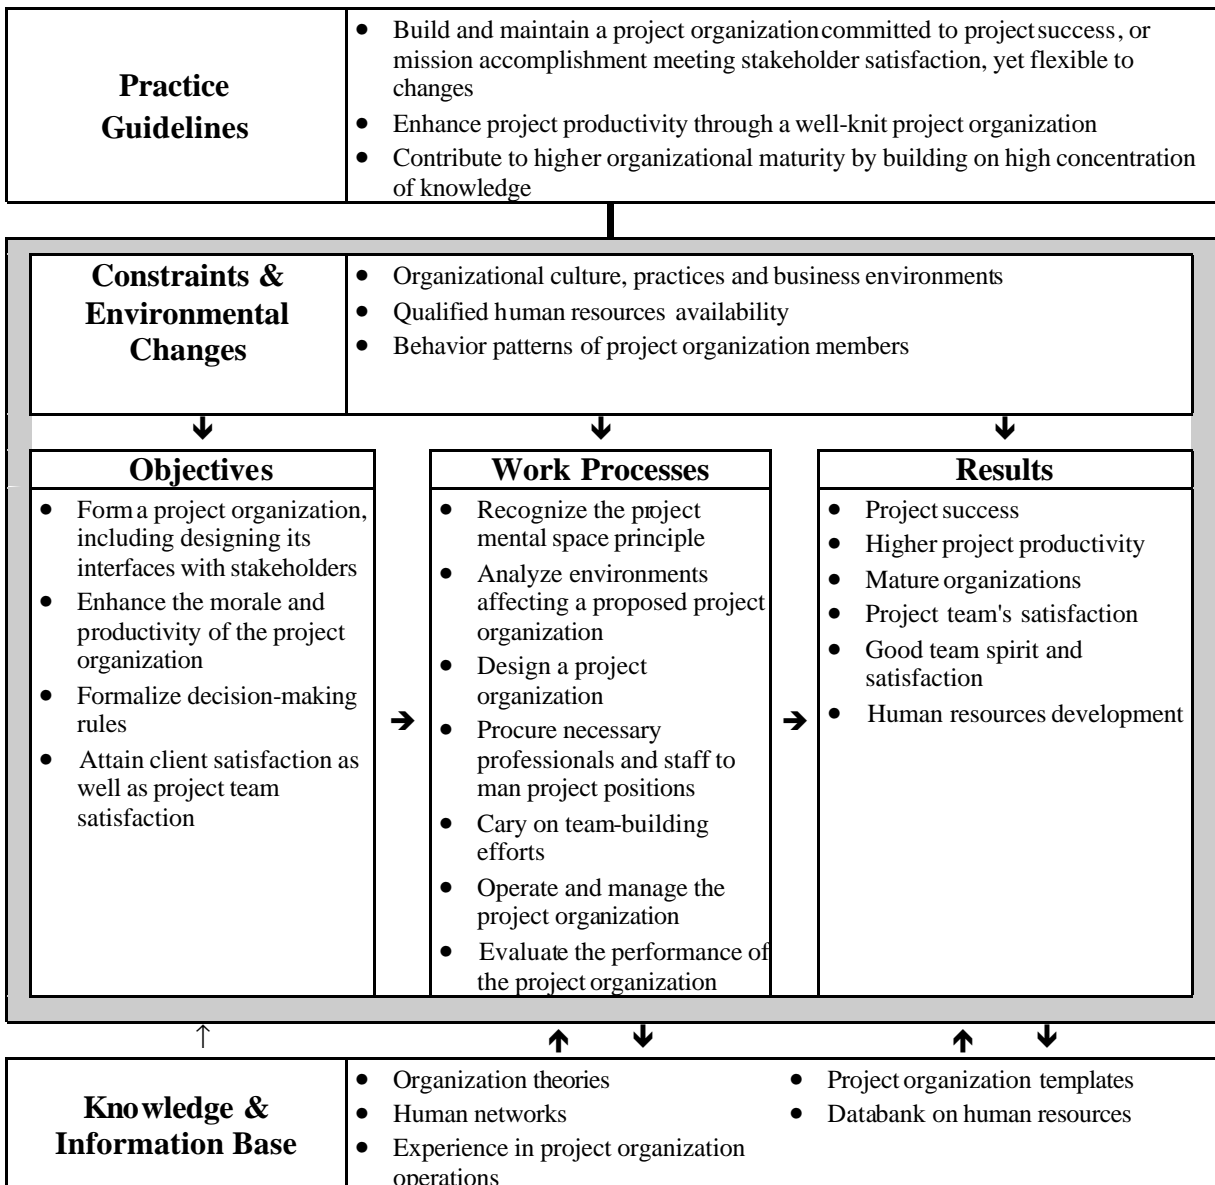 Practice
Guidelines
• Build and maintain a project organization committed to project success, or
mission accomplishment meeting stakeholder satisfaction, yet flexible to
changes
• Enhance project productivity through a well-knit project organization
• Contribute to higher organizational maturity by building on high concentration
of knowledge
Constraints &
Environmental
Changes
• Organizational culture, practices and business environments
• Qualified human resources availability
• Behavior patterns of project organization members
Objectives
• Form a project organization,
including designing its
interfaces with stakeholders
• Enhance the morale and
productivity of the project
organization
• Formalize decision-making
rules
• Attain client satisfaction as
well as project team
satisfaction
Work Processes
• Recognize the project
mental space principle
• Analyze environments
affecting a proposed project
organization
• Design a project
organization
• Procure necessary
professionals and staff to
man project positions
• Cary on team-building
efforts
• Operate and manage the
project organization
• Evaluate the performance of
the project organization
Results
• Project success
• Higher project productivity
• Mature organizations
• Project team's satisfaction
• Good team spirit and
satisfaction
• Human resources development
Knowledge &
Information Base
• Organization theories
• Human networks
• Experience in project organization
operations
• Project organization templates
• Databank on human resources